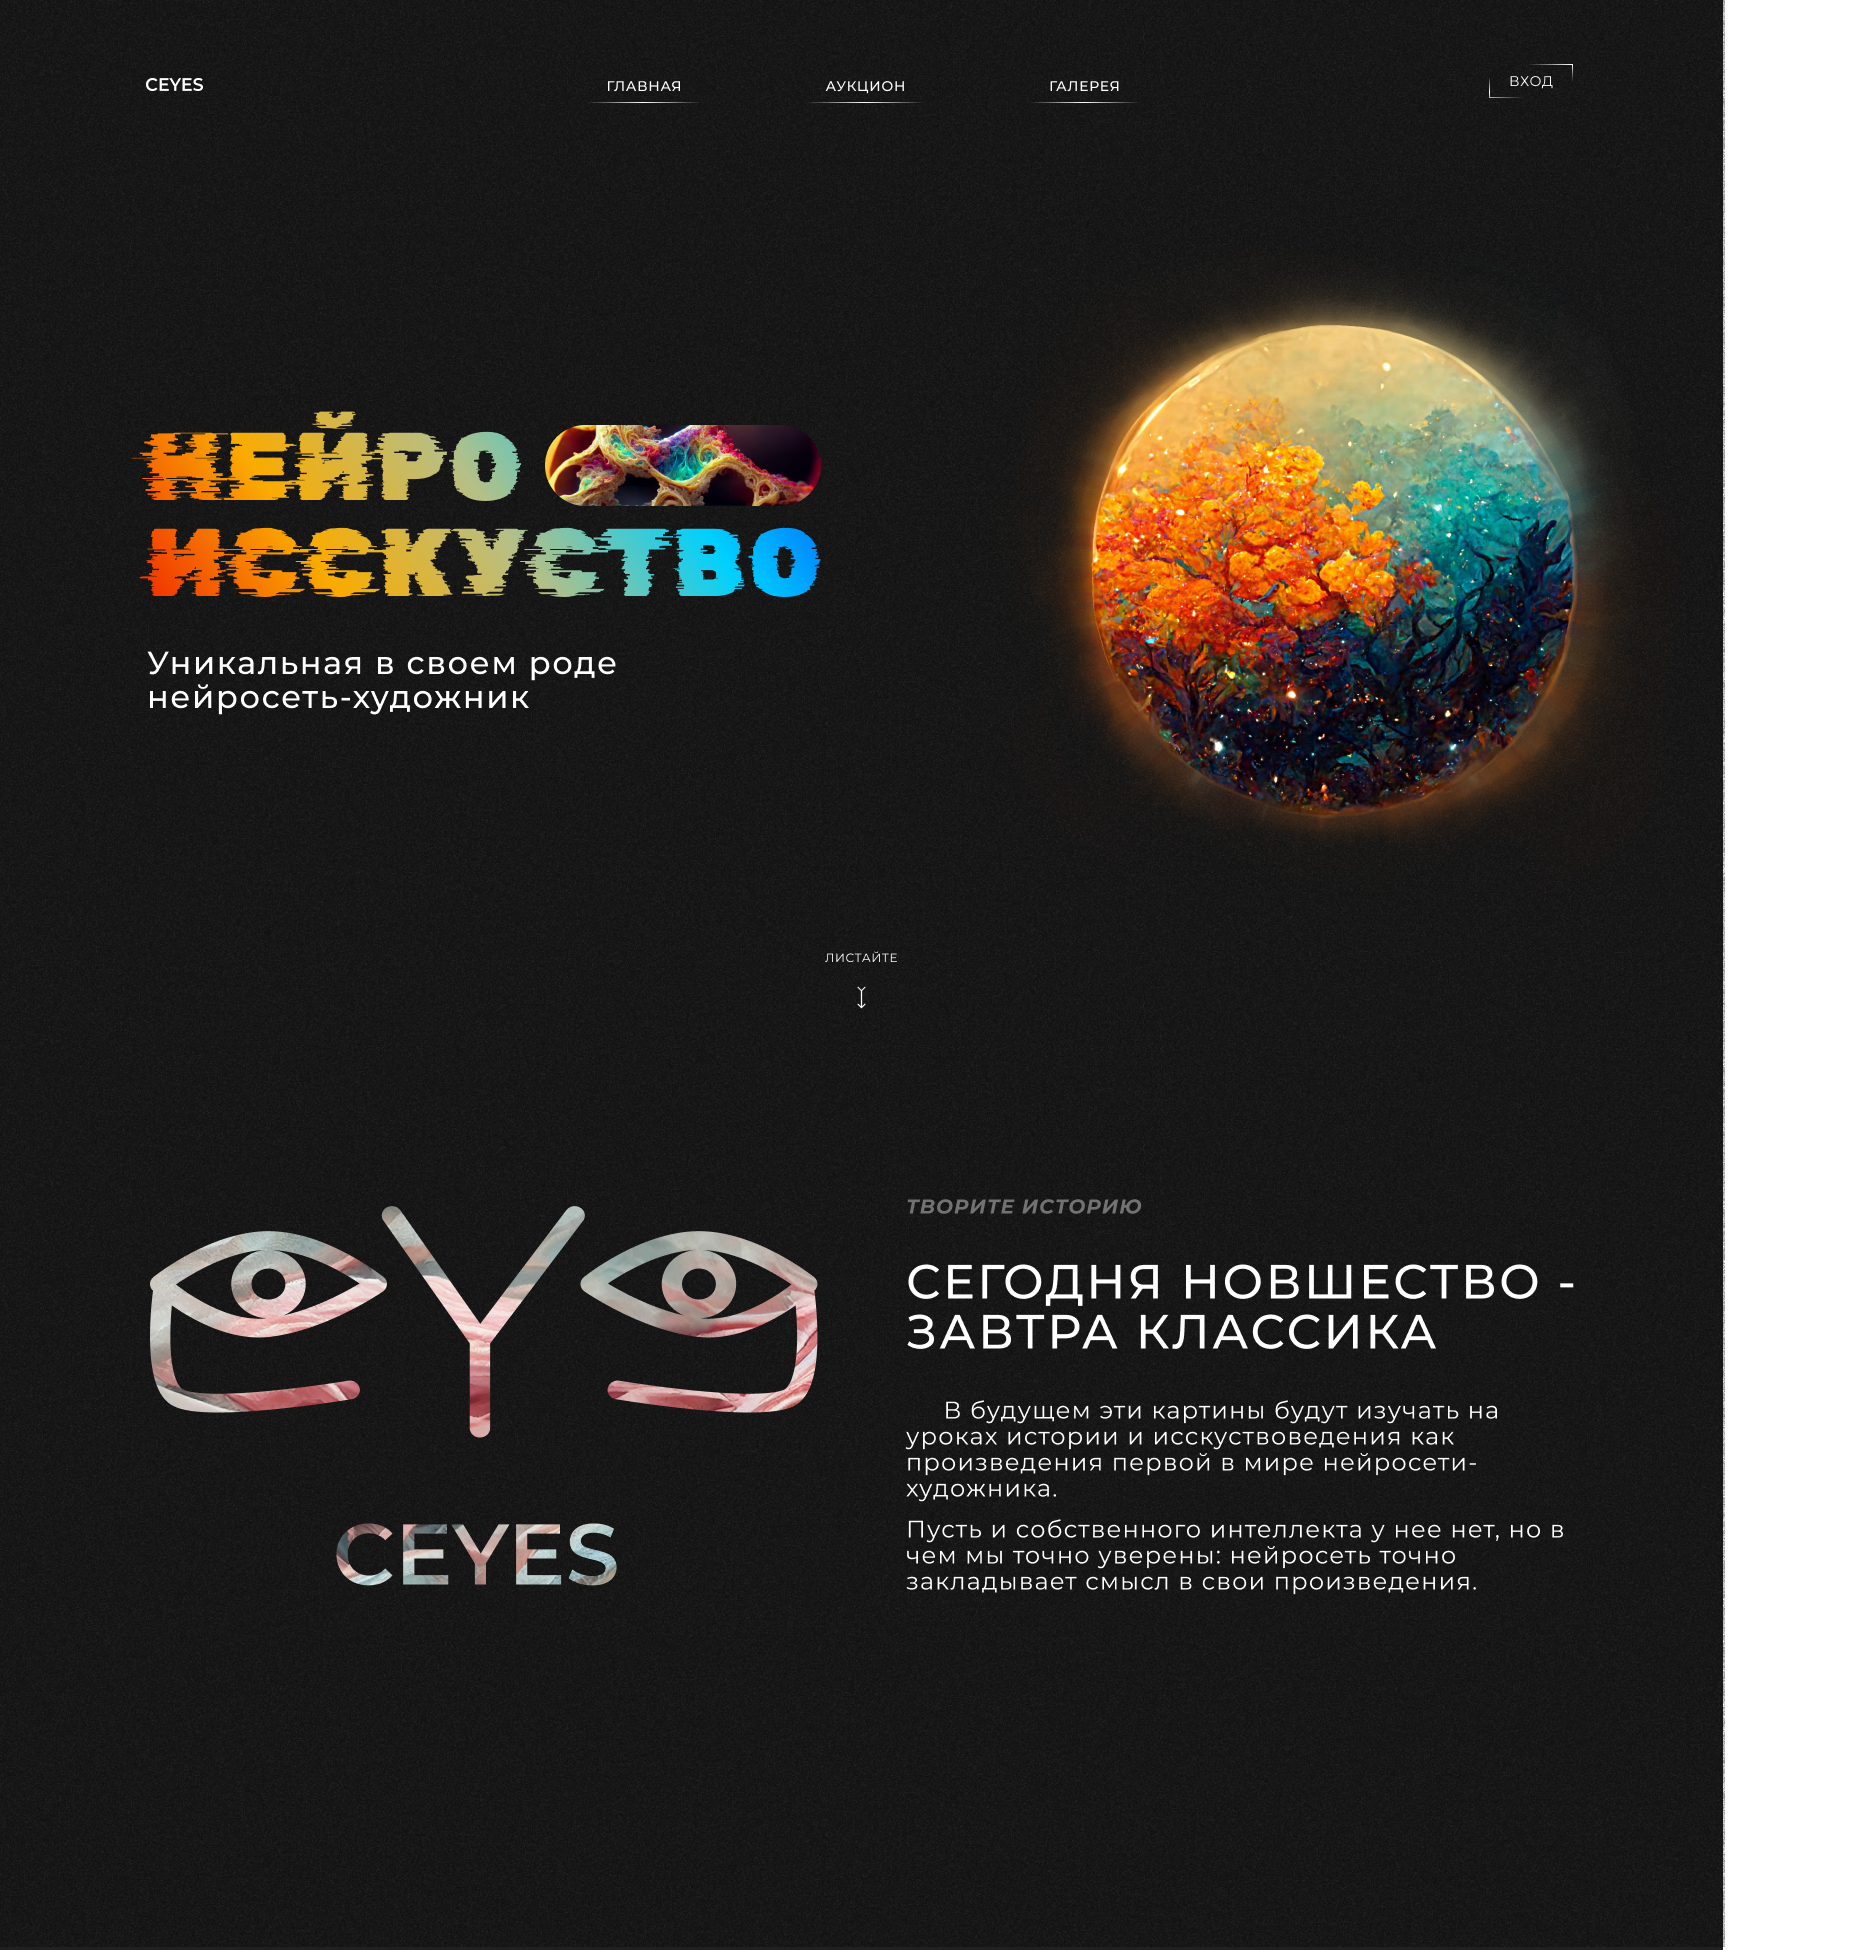 CEYES
ГЛАВНАЯ
АУКЦИОН
ГАЛЕРЕЯ
ВХОД
НЕЙРО
ИССКУСТВО
Уникальная в своем роде
нейросеть-художник
ЛИСТАЙТЕ
ТВОРИТЕ ИСТОРИЮ
СЕГОДНЯ НОВШЕСТВО -
ЗАВТРА КЛАССИКА
В будущем эти картины будут изучать на
уроках истории и исскуствоведения как
произведения первой в мире нейросети-
художника.
Пусть и собственного интеллекта у нее нет, но в
чем мы точно уверены: нейросеть точно
закладывает смысл в свои произведения.
CEYES